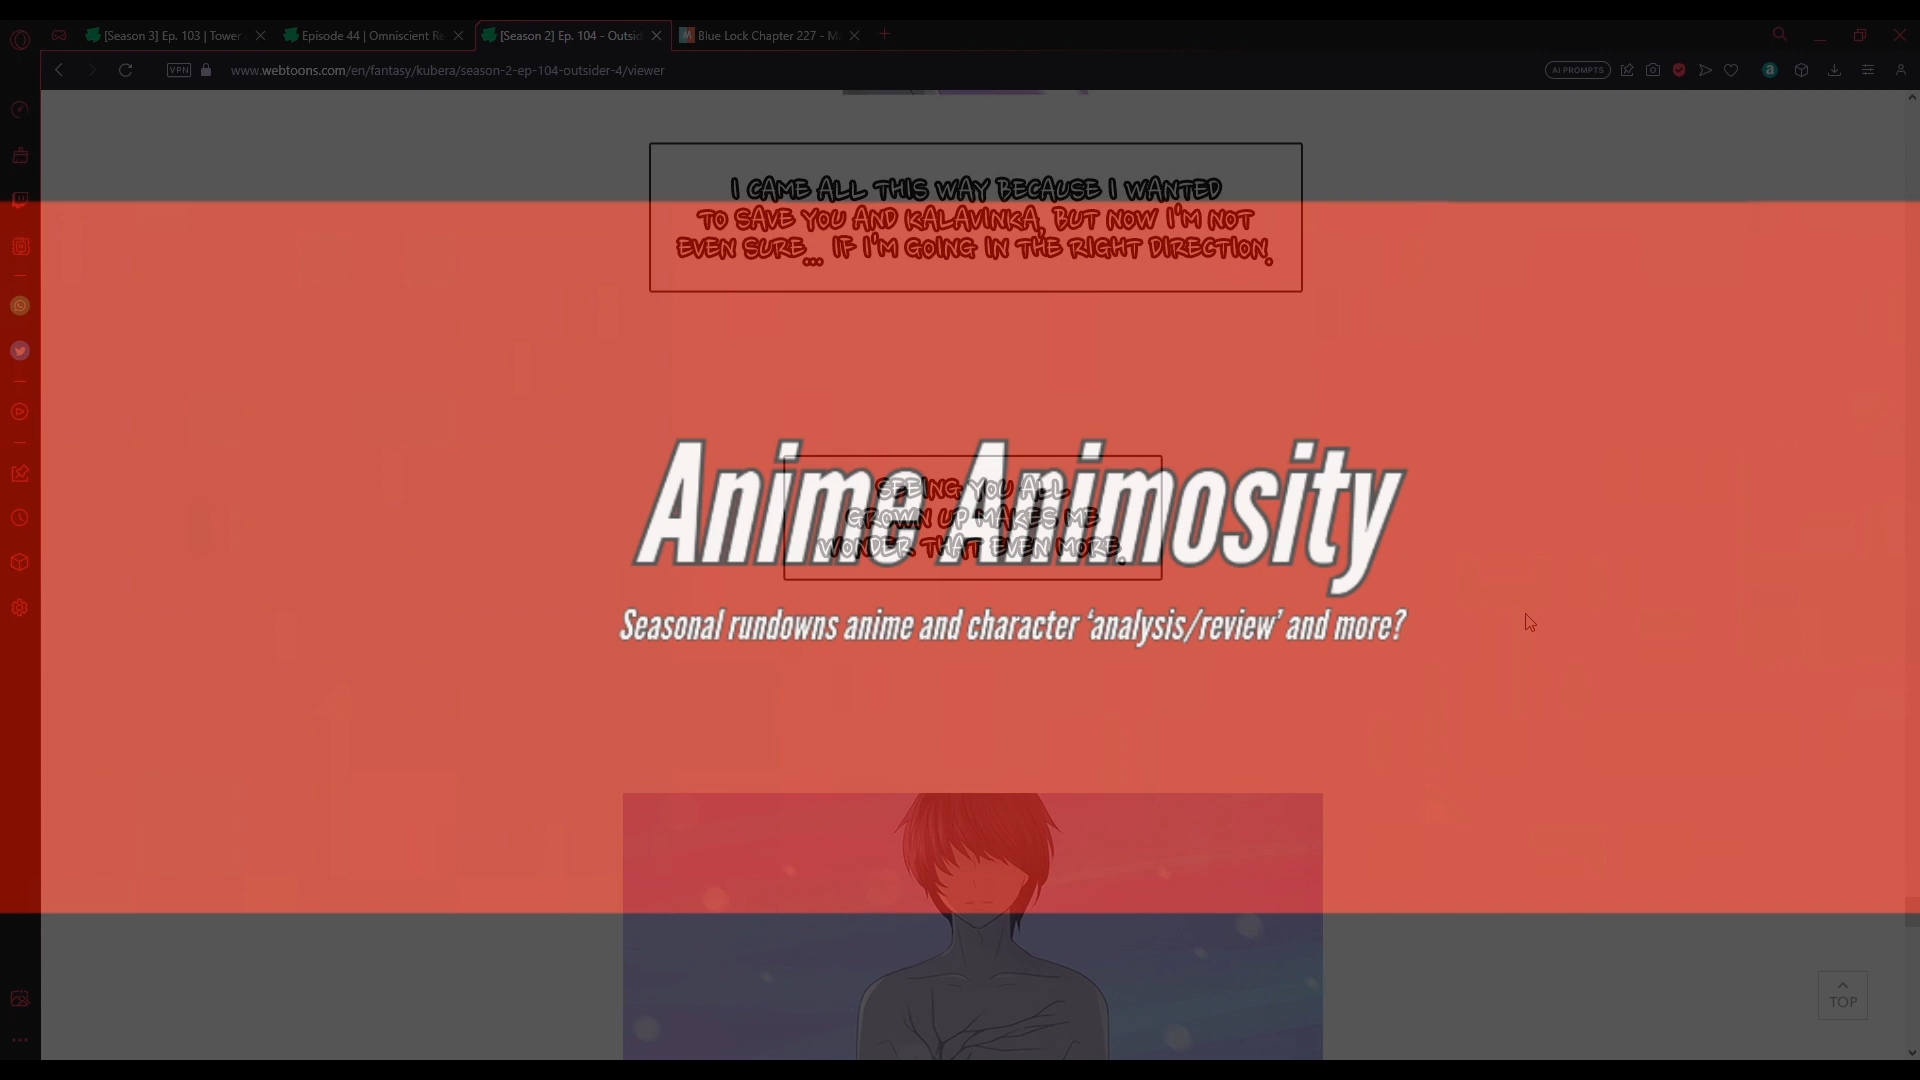 [Season 3] Ep. 103 | Tower
Episode 44 | Omniscient Re
[Season 2] Ep. 104 - Outsid
Blue Lock Chapter 227 - M
VPN
www.webtoons.com/en/fantasy/kubera/season-2-ep-104-outsider-4/viewer
AI PROMPTS
a
I CAME ALL THIS WAY BECAUSE I WANTED
TO SAVE YOU AND KALAVINKA, BUT NOW I'M NOT
EVEN SURE... IF I'M GOING IN THE RIGHT DIRECTION.
Anime Animosity
SEEING YOU ALL
GROWN UP MAKES ME
WONDER THAT EVEN MORE.
Seasonal rundowns anime and character ‘analysis/review’ and more?
TOP